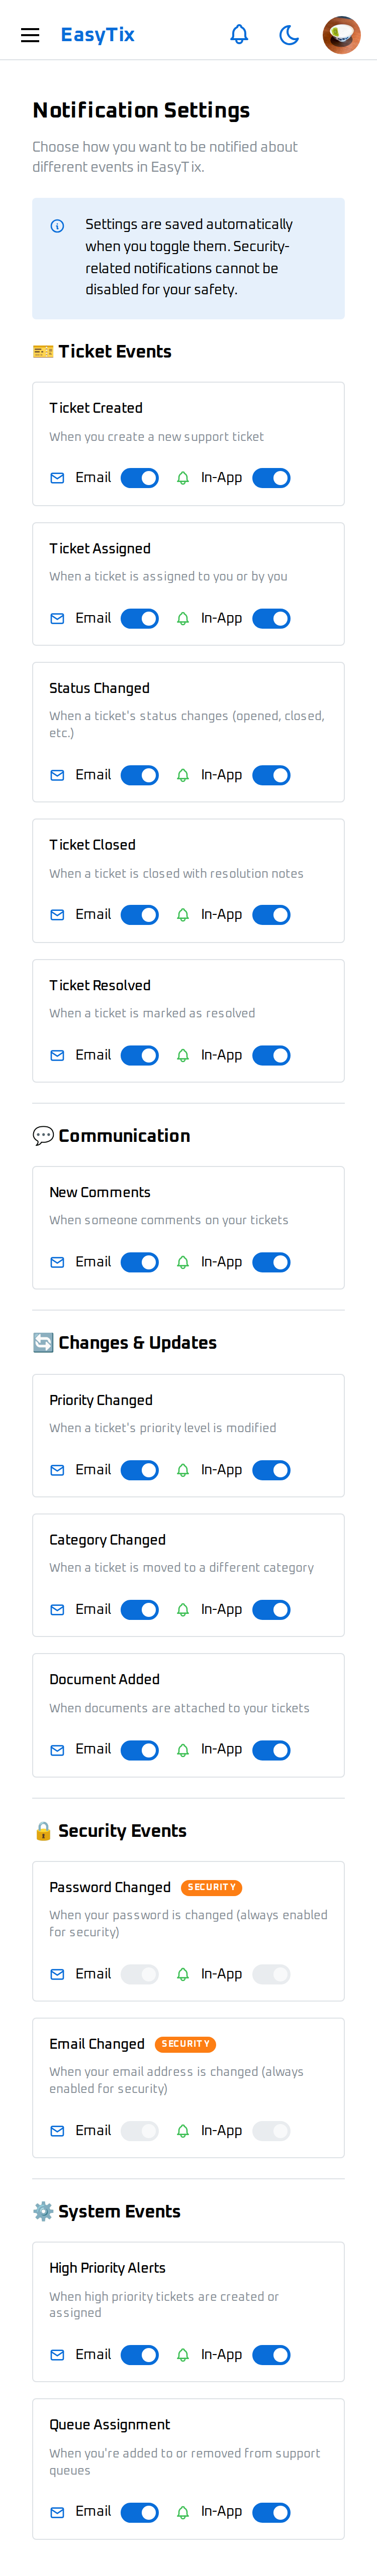 EasyTix
Notification Settings
Choose how you want to be notified about
different events in EasyTix.
Settings are saved automatically
when you toggle them. Security-
related notifications cannot be
disabled for your safety.
🎫 Ticket Events
Ticket Created
When you create a new support ticket
Email In-App
Ticket Assigned
When a ticket is assigned to you or by you
Email In-App
Status Changed
When a ticket's status changes (opened, closed,
etc.)
Email In-App
Ticket Closed
When a ticket is closed with resolution notes
Email In-App
Ticket Resolved
When a ticket is marked as resolved
Email In-App
💬 Communication
New Comments
When someone comments on your tickets
Email In-App
🔄 Changes & Updates
Priority Changed
When a ticket's priority level is modified
Email In-App
Category Changed
When a ticket is moved to a different category
Email In-App
Document Added
When documents are attached to your tickets
Email In-App
🔒 Security Events
Password Changed SECURITY
When your password is changed (always enabled
for security)
Email In-App
Email Changed SECURITY
When your email address is changed (always
enabled for security)
Email In-App
⚙️ System Events
High Priority Alerts
When high priority tickets are created or
assigned
Email In-App
Queue Assignment
When you're added to or removed from support
queues
Email In-App